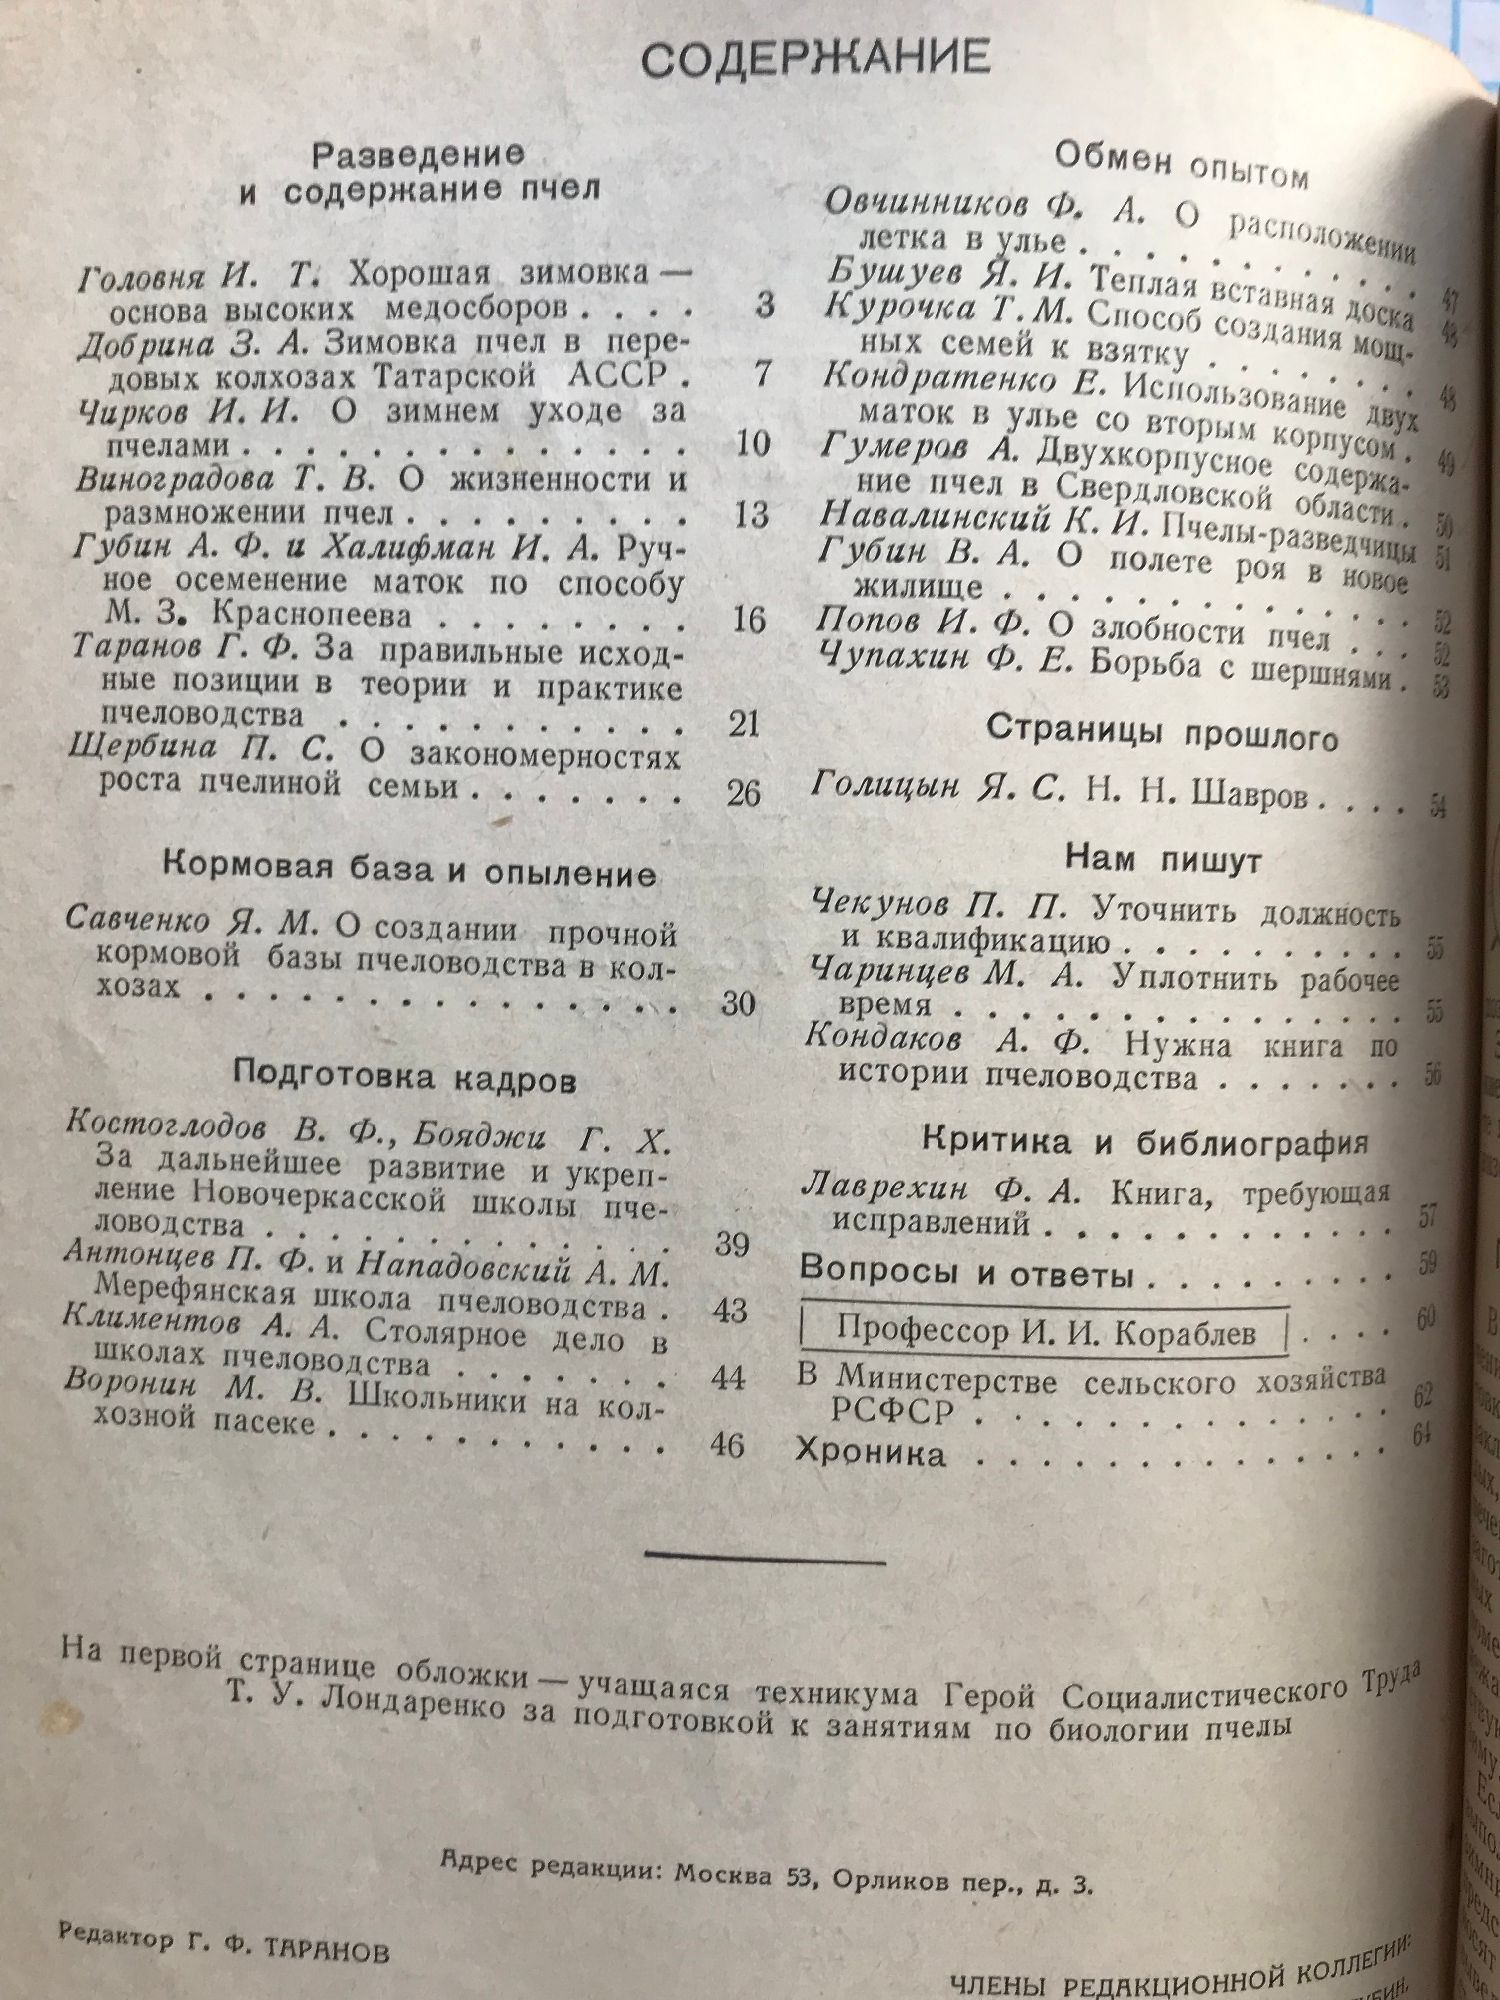 СОДЕРЖАНИЕ
Разведение
и содержание пчел
Головня И. Т. Хорошая зимовка —
основа высоких медосборов . . . . 3
Добрина З. А. Зимовка пчел в пере-
довых колхозах Татарской АССР . 7
Чирков И. И. О зимнем уходе за
пчелами . . . . . . . . . . . . . . 10
Виноградова Т. В. О жизненности и
размножении пчел . . . . . . . . . 13
Губин А. Ф. и Халифман И. А. Руч-
ное осеменение маток по способу
М. З. Краснопеева . . . . . . . . 16
Таранов Г. Ф. За правильные исход-
ные позиции в теории и практике
пчеловодства . . . . . . . . . . . 21
Щербина П. С. О закономерностях
роста пчелиной семьи . . . . . . . 26
Кормовая база и опыление
Савченко Я. М. О создании прочной
кормовой базы пчеловодства в кол-
хозах . . . . . . . . . . . . . . . 30
Подготовка кадров
Костоглодов В. Ф., Бояджи Г. Х.
За дальнейшее развитие и укреп-
ление Новочеркасской школы пче-
ловодства . . . . . . . . . . . . . 39
Антонцев П. Ф. и Нападовский А. М.
Мерефянская школа пчеловодства . 43
Климентов А. А. Столярное дело в
школах пчеловодства . . . . . . . 44
Воронин М. В. Школьники на кол-
хозной пасеке . . . . . . . . . . . 46
Обмен опытом
Овчинников Ф. А. О расположении
летка в улье . . . . . . . . . . . 47
Бушуев Я. И. Теплая вставная доска 48
Курочка Т. М. Способ создания мощ-
ных семей к взятку . . . . . . . 48
Кондратенко Е. Использование двух
маток в улье со вторым корпусом . 49
Гумеров А. Двухкорпусное содержа-
ние пчел в Свердловской области . 50
Навалинский К. И. Пчелы-разведчицы 51
Губин В. А. О полете роя в новое
жилище . . . . . . . . . . . . . 52
Попов И. Ф. О злобности пчел . . . 52
Чупахин Ф. Е. Борьба с шершнями . 53
Страницы прошлого
Голицын Я. С. Н. Н. Шавров . . . . 54
Нам пишут
Чекунов П. П. Уточнить должность
и квалификацию . . . . . . . . . 55
Чаринцев М. А. Уплотнить рабочее
время . . . . . . . . . . . . . . 55
Кондаков А. Ф. Нужна книга по
истории пчеловодства . . . . . . . 56
Критика и библиография
Лаврехин Ф. А. Книга, требующая
исправлений . . . . . . . . . . . 57
Вопросы и ответы . . . . . . . . 59
Профессор И. И. Кораблев . . . . 60
В Министерстве сельского хозяйства
РСФСР . . . . . . . . . . . . . 62
Хроника . . . . . . . . . . . . . 64
На первой странице обложки — учащаяся техникума Герой Социалистического Труда
Т. У. Лондаренко за подготовкой к занятиям по биологии пчелы
Адрес редакции: Москва 53, Орликов пер., д. 3.
Редактор Г. Ф. ТАРАНОВ
ЧЛЕНЫ РЕДАКЦИОННОЙ КОЛЛЕГИИ: